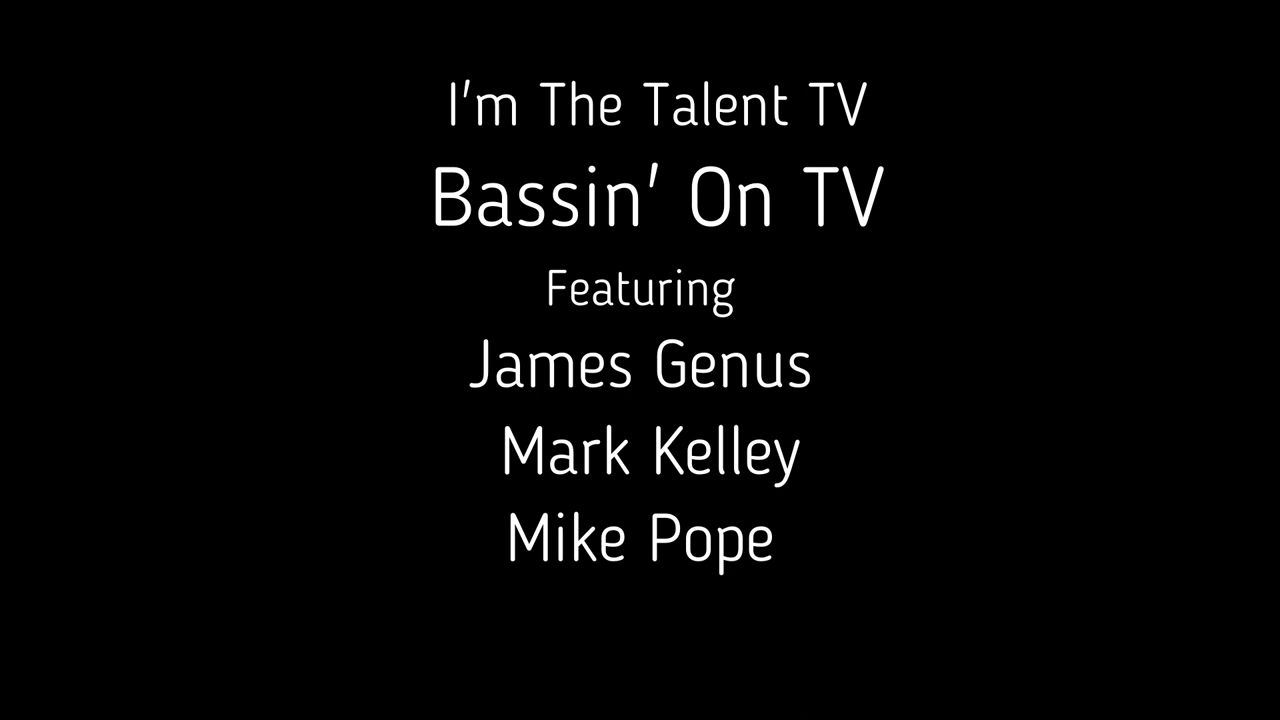 I'm The Talent TV
Bassin' On TV
Featuring
James Genus
Mark Kelley
Mike Pope